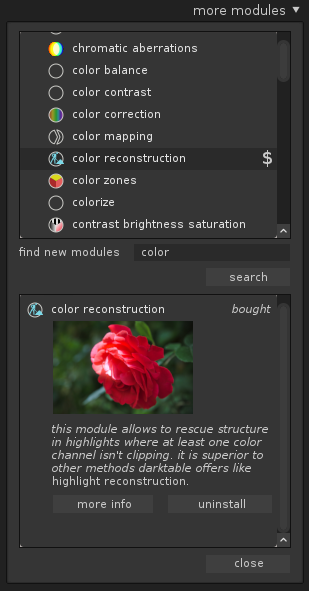 more modules ▼
chromatic aberrations
color balance
color contrast
color correction
color mapping
color reconstruction $
color zones
colorize
contrast brightness saturation
find new modules color
search
color reconstruction bought
this module allows to rescue structure
in highlights where at least one color
channel isn't clipping. it is superior to
other methods darktable offers like
highlight reconstruction.
more info uninstall
close